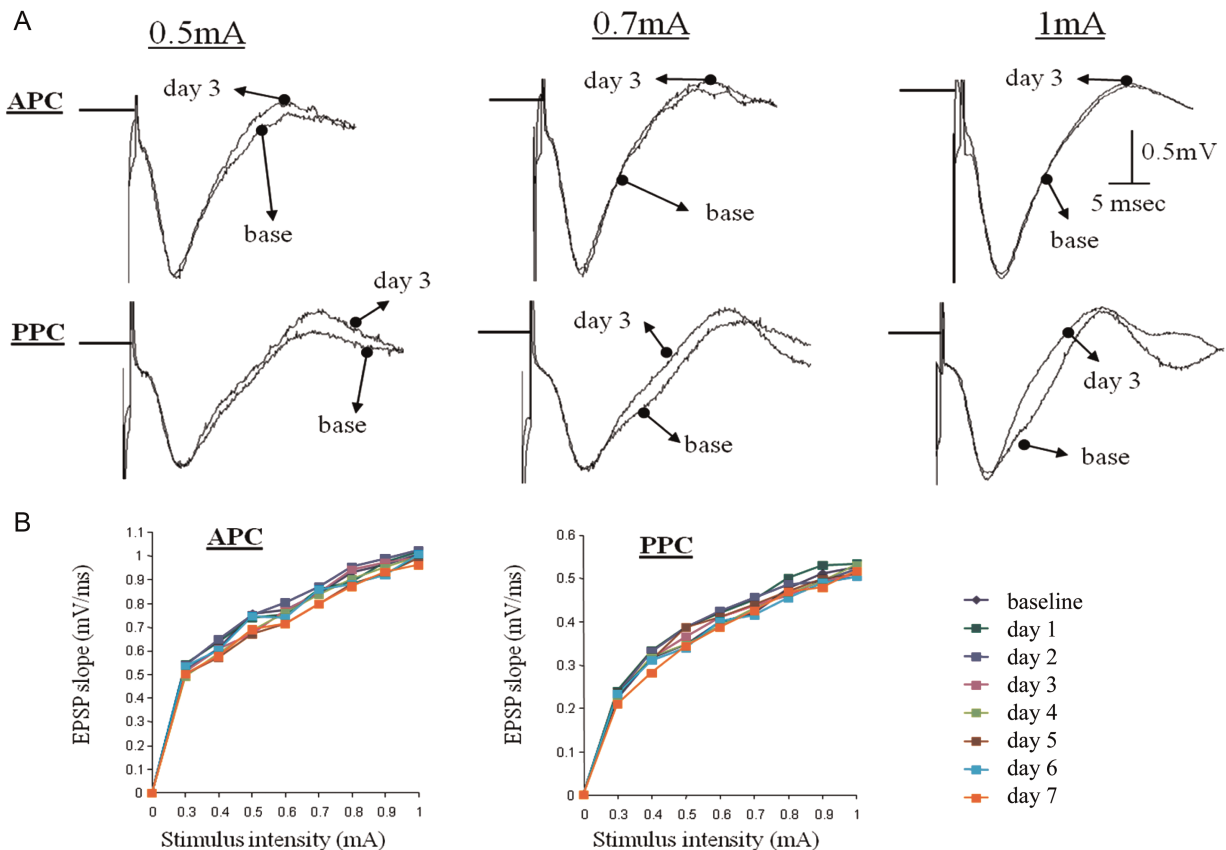 A
0.5mA
0.7mA
1mA
APC
day 3
base
day 3
base
day 3
base
0.5mV
5 msec
PPC
day 3
base
day 3
base
day 3
base
B
APC
EPSP slope (mV/ms)
1.1
1
0.9
0.8
0.7
0.6
0.5
0.4
0.3
0.2
0.1
0
0 0.3 0.4 0.5 0.6 0.7 0.8 0.9 1
Stimulus intensity (mA)
PPC
EPSP slope (mV/ms)
0.6
0.5
0.4
0.3
0.2
0.1
0
0 0.3 0.4 0.5 0.6 0.7 0.8 0.9 1
Stimulus intensity (mA)
baseline
day 1
day 2
day 3
day 4
day 5
day 6
day 7